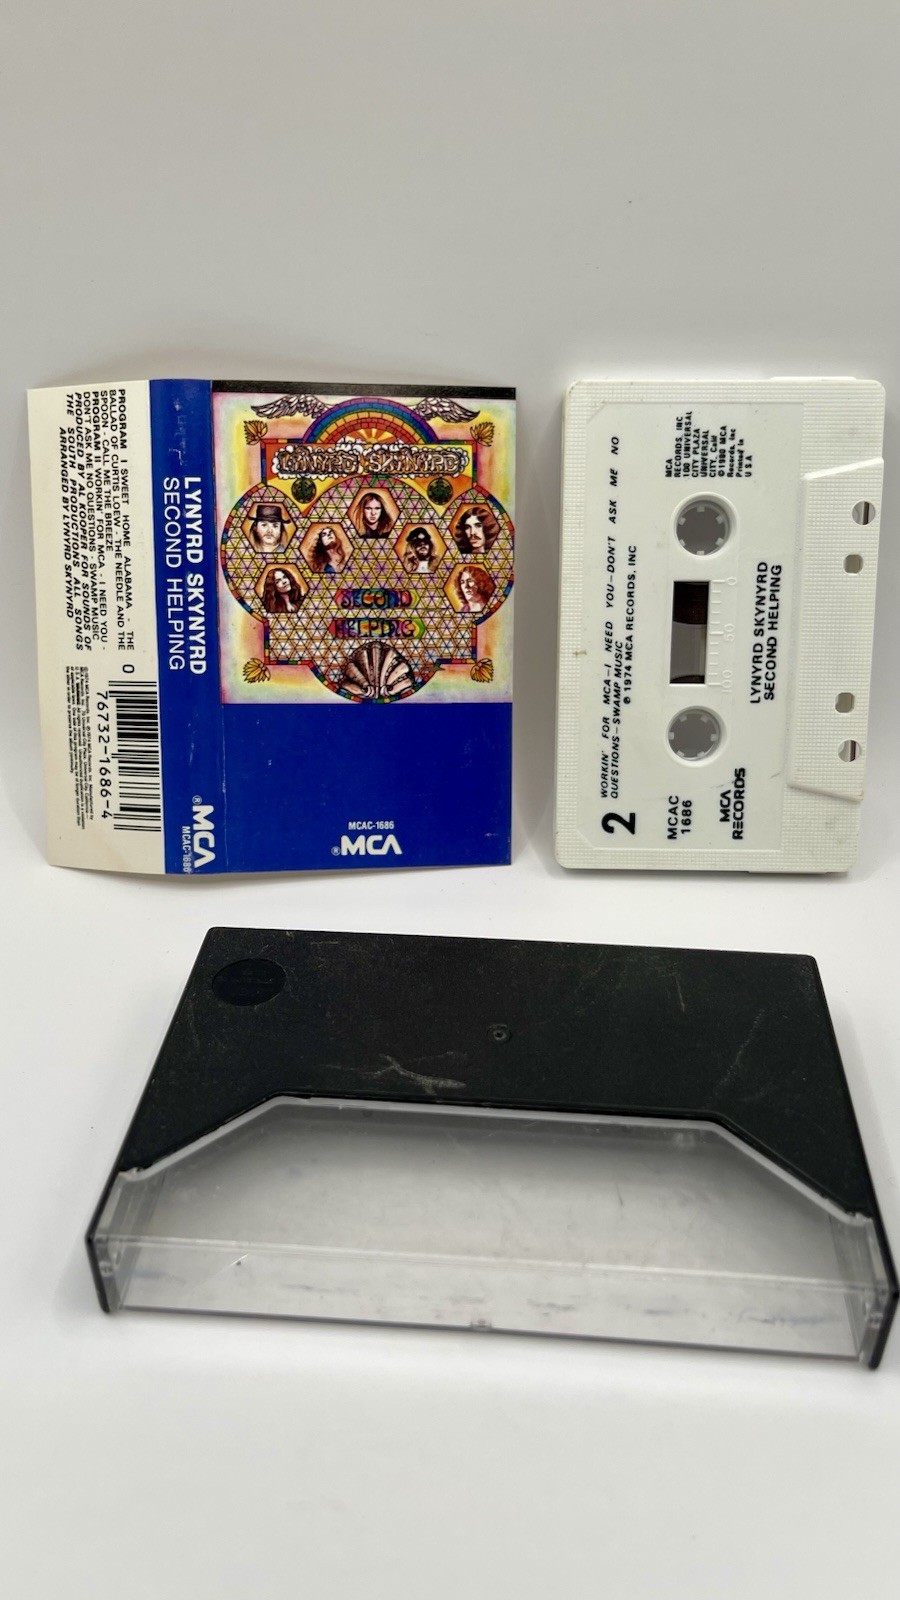 PROGRAM I SWEET HOME ALABAMA - THE
BALLAD OF CURTIS LOEW - THE NEEDLE AND THE
SPOON - CALL ME THE BREEZE
PROGRAM II WORKIN' FOR MCA - I NEED YOU -
DON'T ASK ME NO QUESTIONS - SWAMP MUSIC
PRODUCED BY AL KOOPER FOR SOUNDS OF
THE SOUTH PRODUCTIONS ALL SONGS
ARRANGED BY LYNYRD SKYNYRD
0 76732-1686-4
LYNYRD SKYNYRD
SECOND HELPING
®MCA
MCAC-1686
LYNYRD SKYNYRD
SECOND
HELPING
MCAC-1686
®MCA
MCA
RECORDS, INC
100 UNIVERSAL
CITY PLAZA
UNIVERSAL
CITY Calif
©1980 MCA
Records, Inc
Printed in
U S A
WORKIN' FOR MCA-I NEED YOU-DON'T ASK ME NO
QUESTIONS-SWAMP MUSIC
℗ 1974 MCA RECORDS, INC
0
50
100
LYNYRD SKYNYRD
SECOND HELPING
2
MCAC
1686
MCA
RECORDS